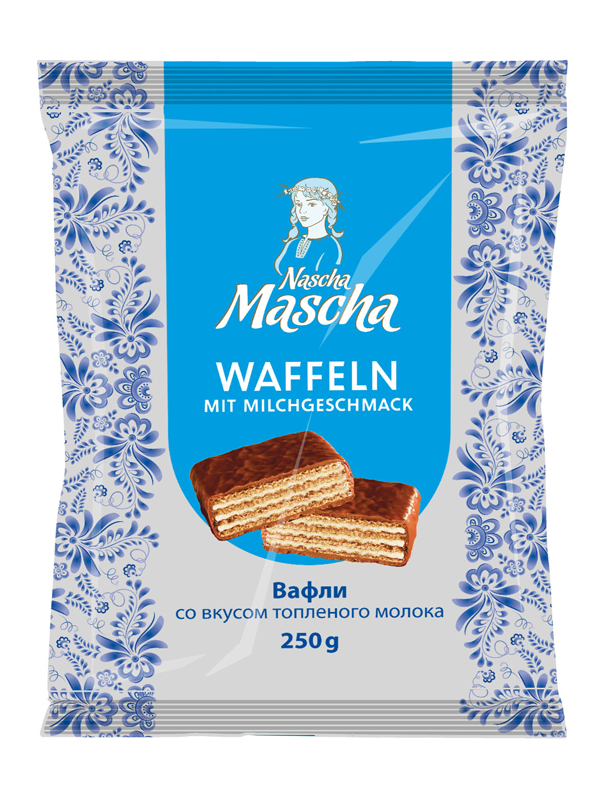 Nascha
Mascha
WAFFELN
MIT MILCHGESCHMACK
Вафли
со вкусом топленого молока
250g